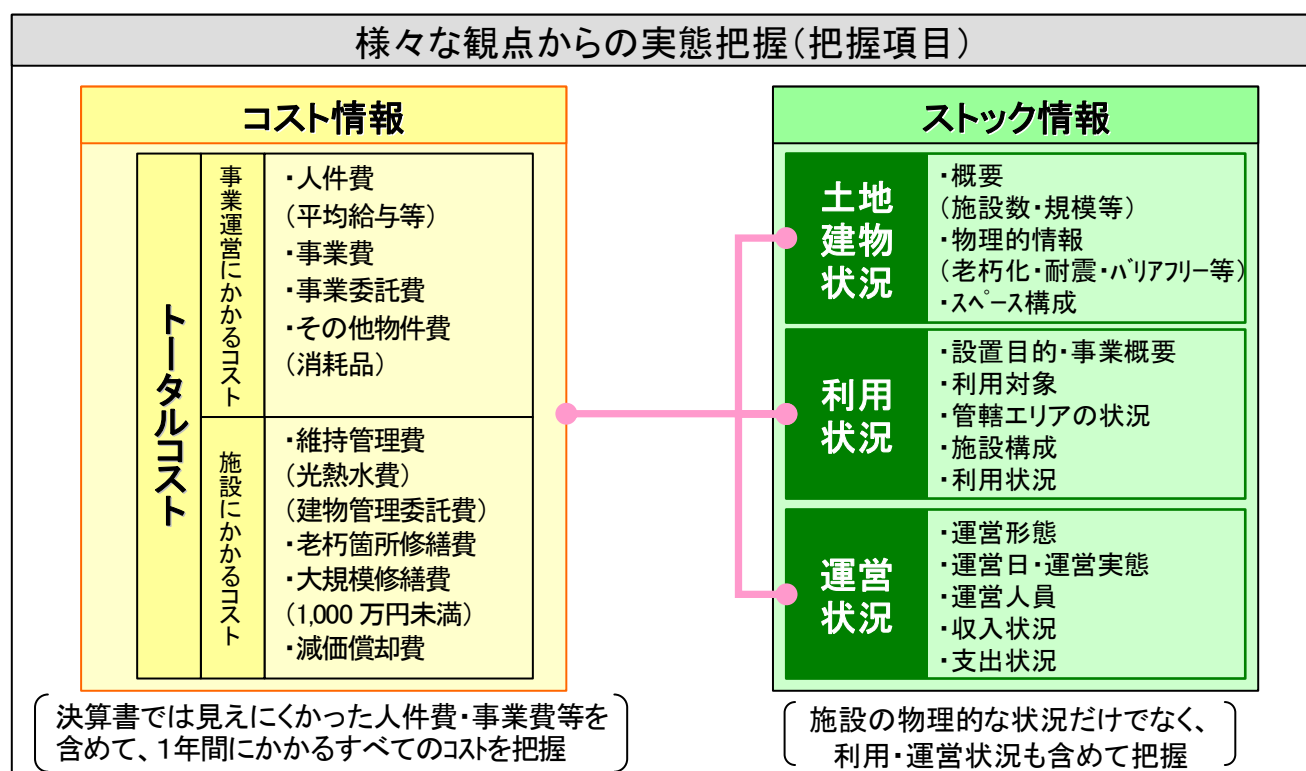 様々な観点からの実態把握(把握項目)
コスト情報
トータルコスト
事業運営にかかるコスト
・人件費
(平均給与等)
・事業費
・事業委託費
・その他物件費
(消耗品)
施設にかかるコスト
・維持管理費
(光熱水費)
(建物管理委託費)
・老朽箇所修繕費
・大規模修繕費
(1,000 万円未満)
・減価償却費
決算書では見えにくかった人件費・事業費等を
含めて、1年間にかかるすべてのコストを把握
ストック情報
土地
建物
状況
・概要
(施設数・規模等)
・物理的情報
(老朽化・耐震・バリアフリー等)
・スペース構成
利用
状況
・設置目的・事業概要
・利用対象
・管轄エリアの状況
・施設構成
・利用状況
運営
状況
・運営形態
・運営日・運営実態
・運営人員
・収入状況
・支出状況
施設の物理的な状況だけでなく、
利用・運営状況も含めて把握